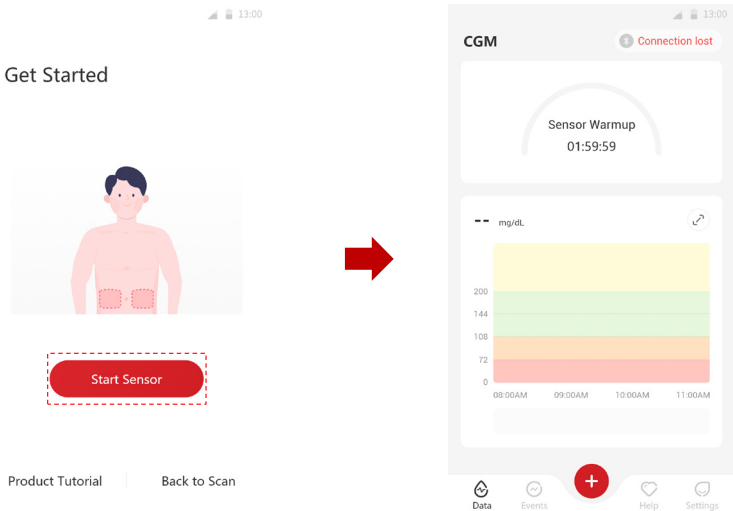 13:00
Get Started
Start Sensor
Product Tutorial
Back to Scan
13:00
CGM
Connection lost
Sensor Warmup
01:59:59
-- mg/dL
200
144
108
72
0
08:00AM 09:00AM 10:00AM 11:00AM
Data Events Help Settings